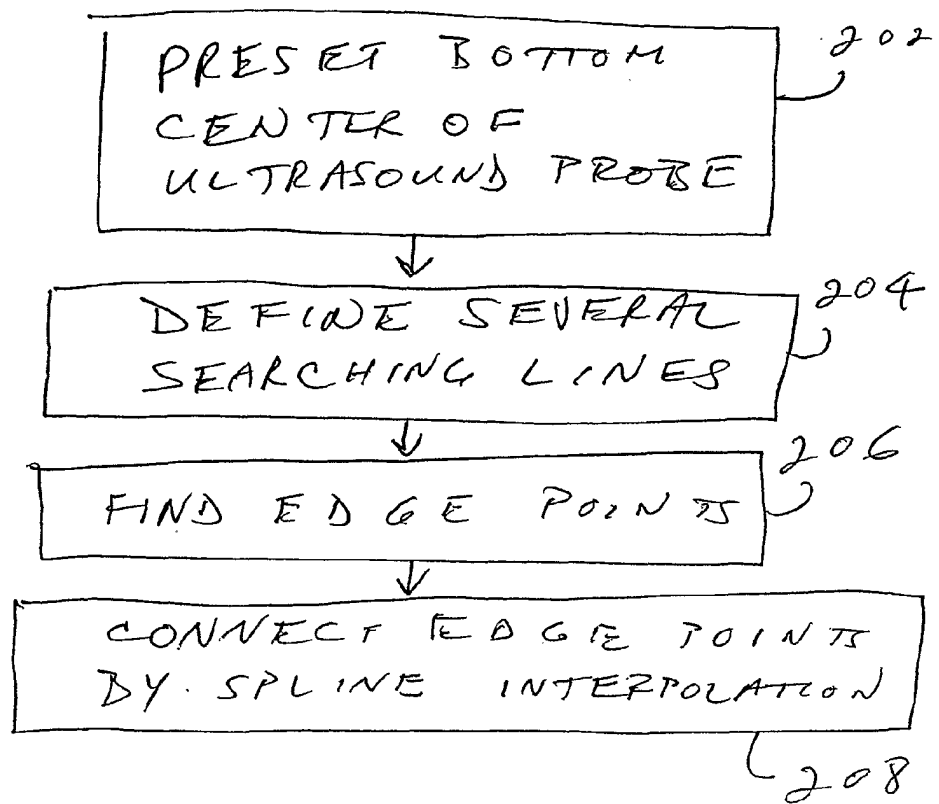 202
PRESET BOTTOM
CENTER OF
ULTRASOUND PROBE
204
DEFINE SEVERAL
SEARCHING LINES
206
FIND EDGE POINTS
CONNECT EDGE POINTS
BY SPLINE INTERPOLATION
208